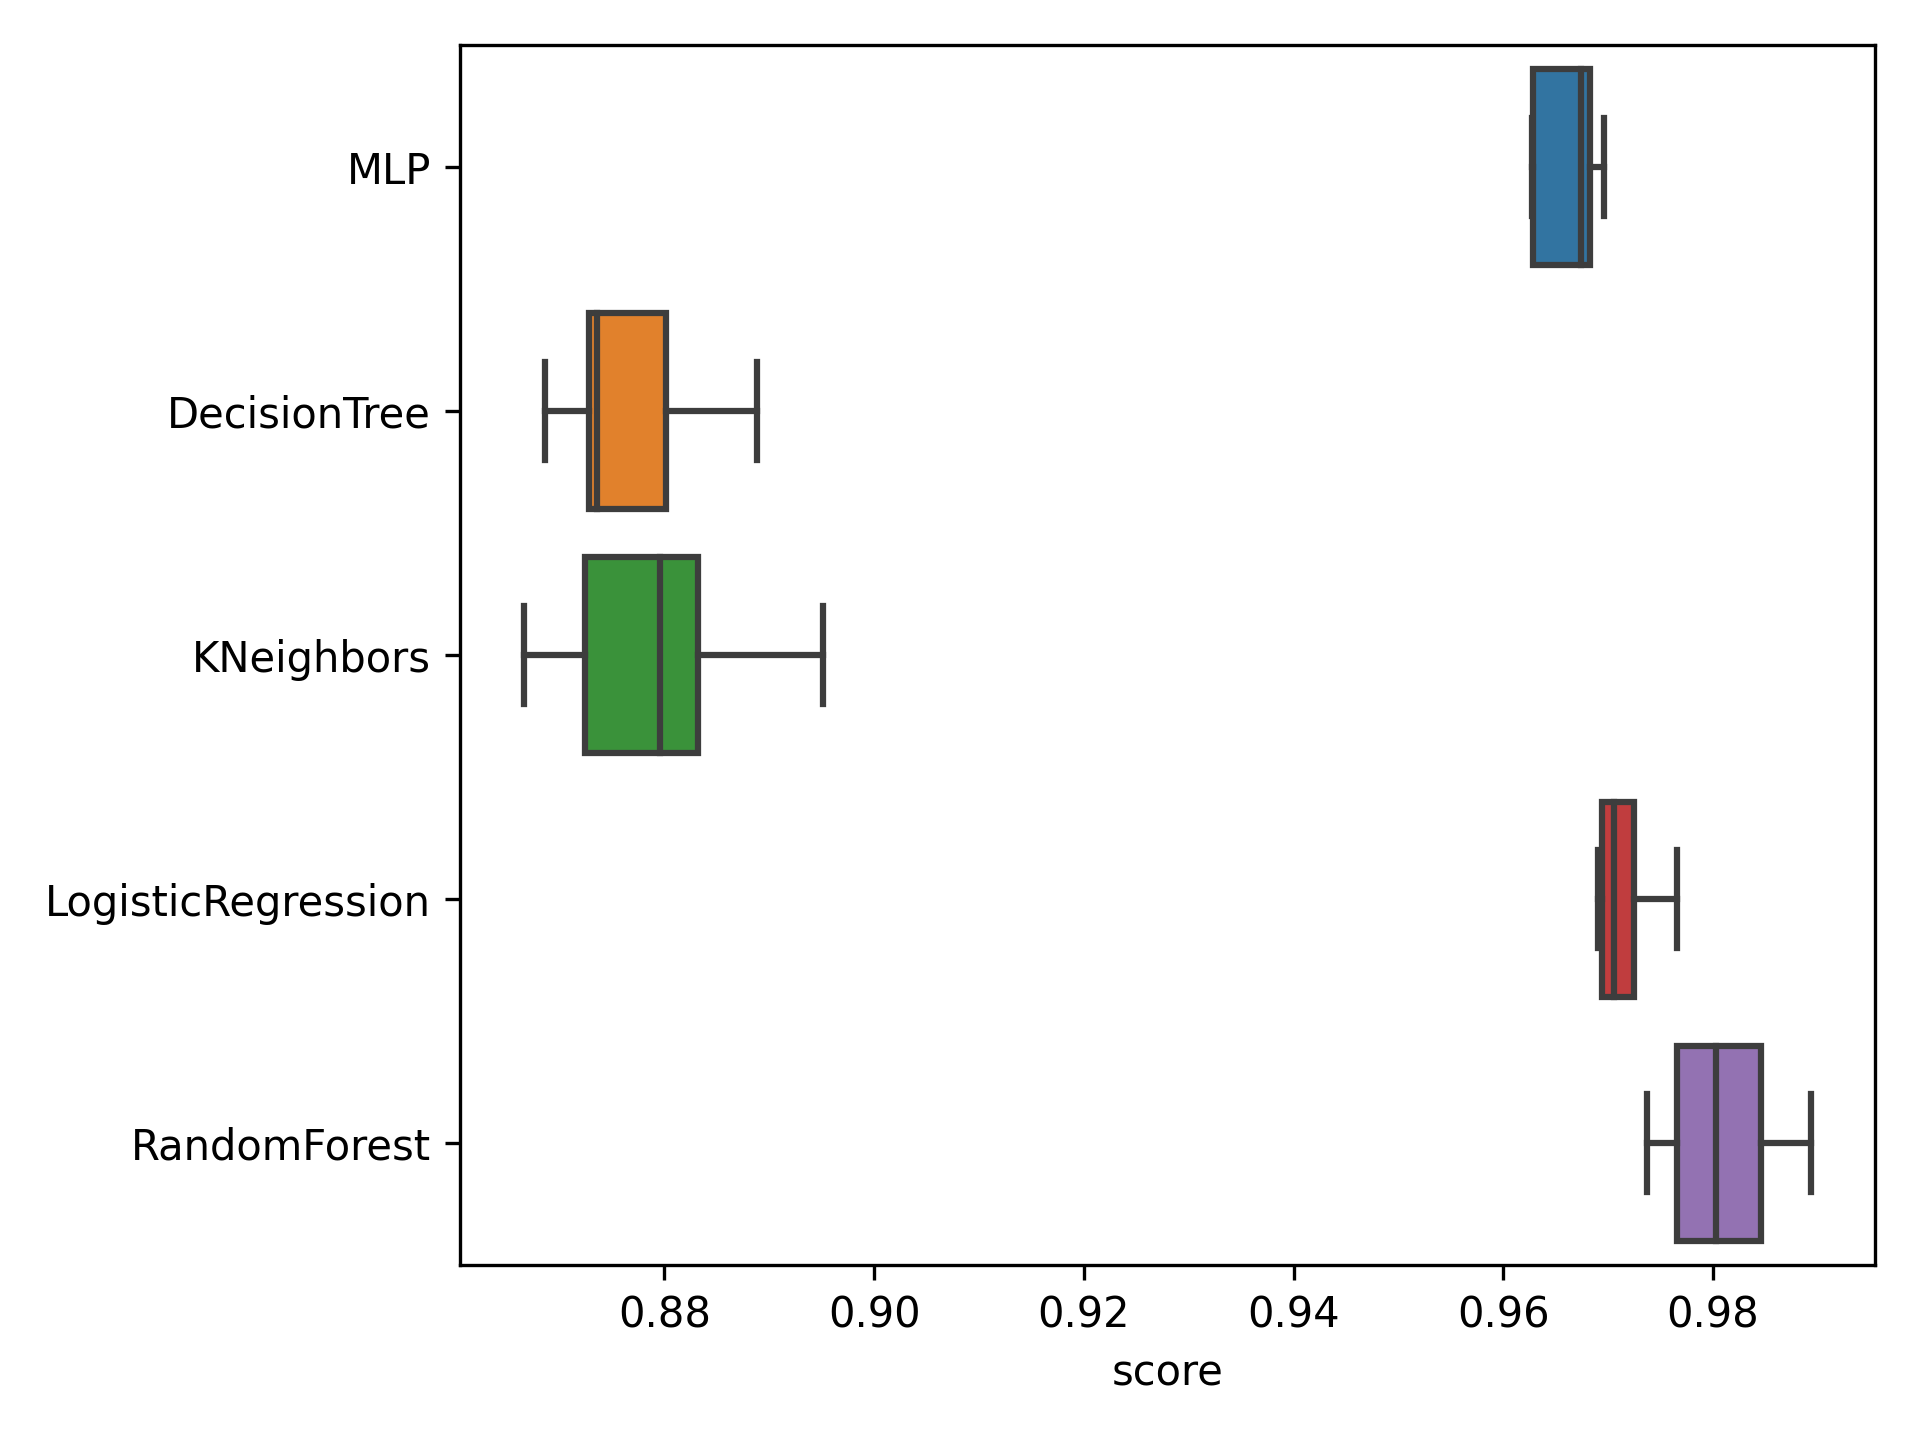 MLP
DecisionTree
KNeighbors
LogisticRegression
RandomForest
0.88 0.90 0.92 0.94 0.96 0.98
score